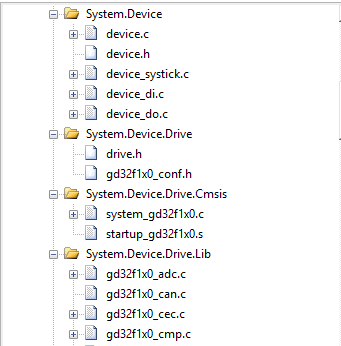 System.Device
device.c
device.h
device_systick.c
device_di.c
device_do.c
System.Device.Drive
drive.h
gd32f1x0_conf.h
System.Device.Drive.Cmsis
system_gd32f1x0.c
startup_gd32f1x0.s
System.Device.Drive.Lib
gd32f1x0_adc.c
gd32f1x0_can.c
gd32f1x0_cec.c
gd32f1x0_cmp.c